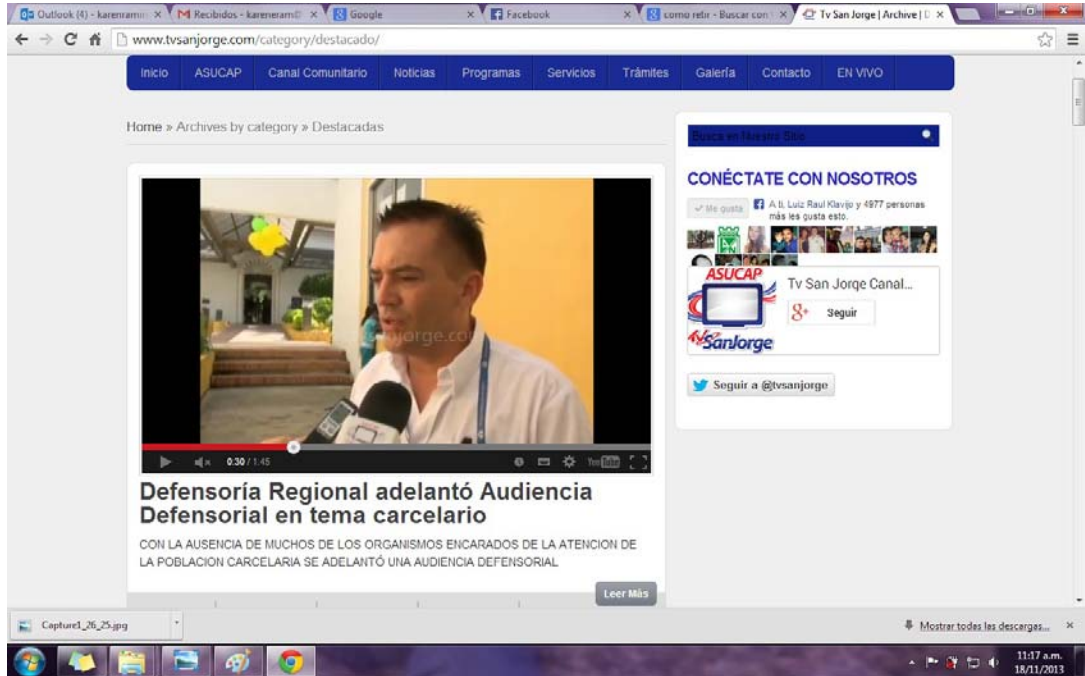 Outlook (4) - karenramin
Recibidos - kareneram
Google
Facebook
como retir - Buscar con
Tv San Jorge | Archive | D
www.tvsanjorge.com/category/destacado/
Inicio ASUCAP Canal Comunitario Noticias Programas Servicios Trámites Galería Contacto EN VIVO
Home » Archives by category » Destacadas
Busca en Nuestro Sitio
CONÉCTATE CON NOSOTROS
Me gusta
A ti, Luiz Raul Klavijo y 4977 personas
más les gusta esto.
ASUCAP
Tv SanJorge
Tv San Jorge Canal...
8+ Seguir
Seguir a @tvsanjorge
0:30 / 1:45
YouTube
Defensoría Regional adelantó Audiencia
Defensorial en tema carcelario
CON LA AUSENCIA DE MUCHOS DE LOS ORGANISMOS ENCARADOS DE LA ATENCION DE
LA POBLACION CARCELARIA SE ADELANTÓ UNA AUDIENCIA DEFENSORIAL
Leer Más
Capture1_26_25.jpg
Mostrar todas las descargas...
11:17 a.m.
18/11/2013